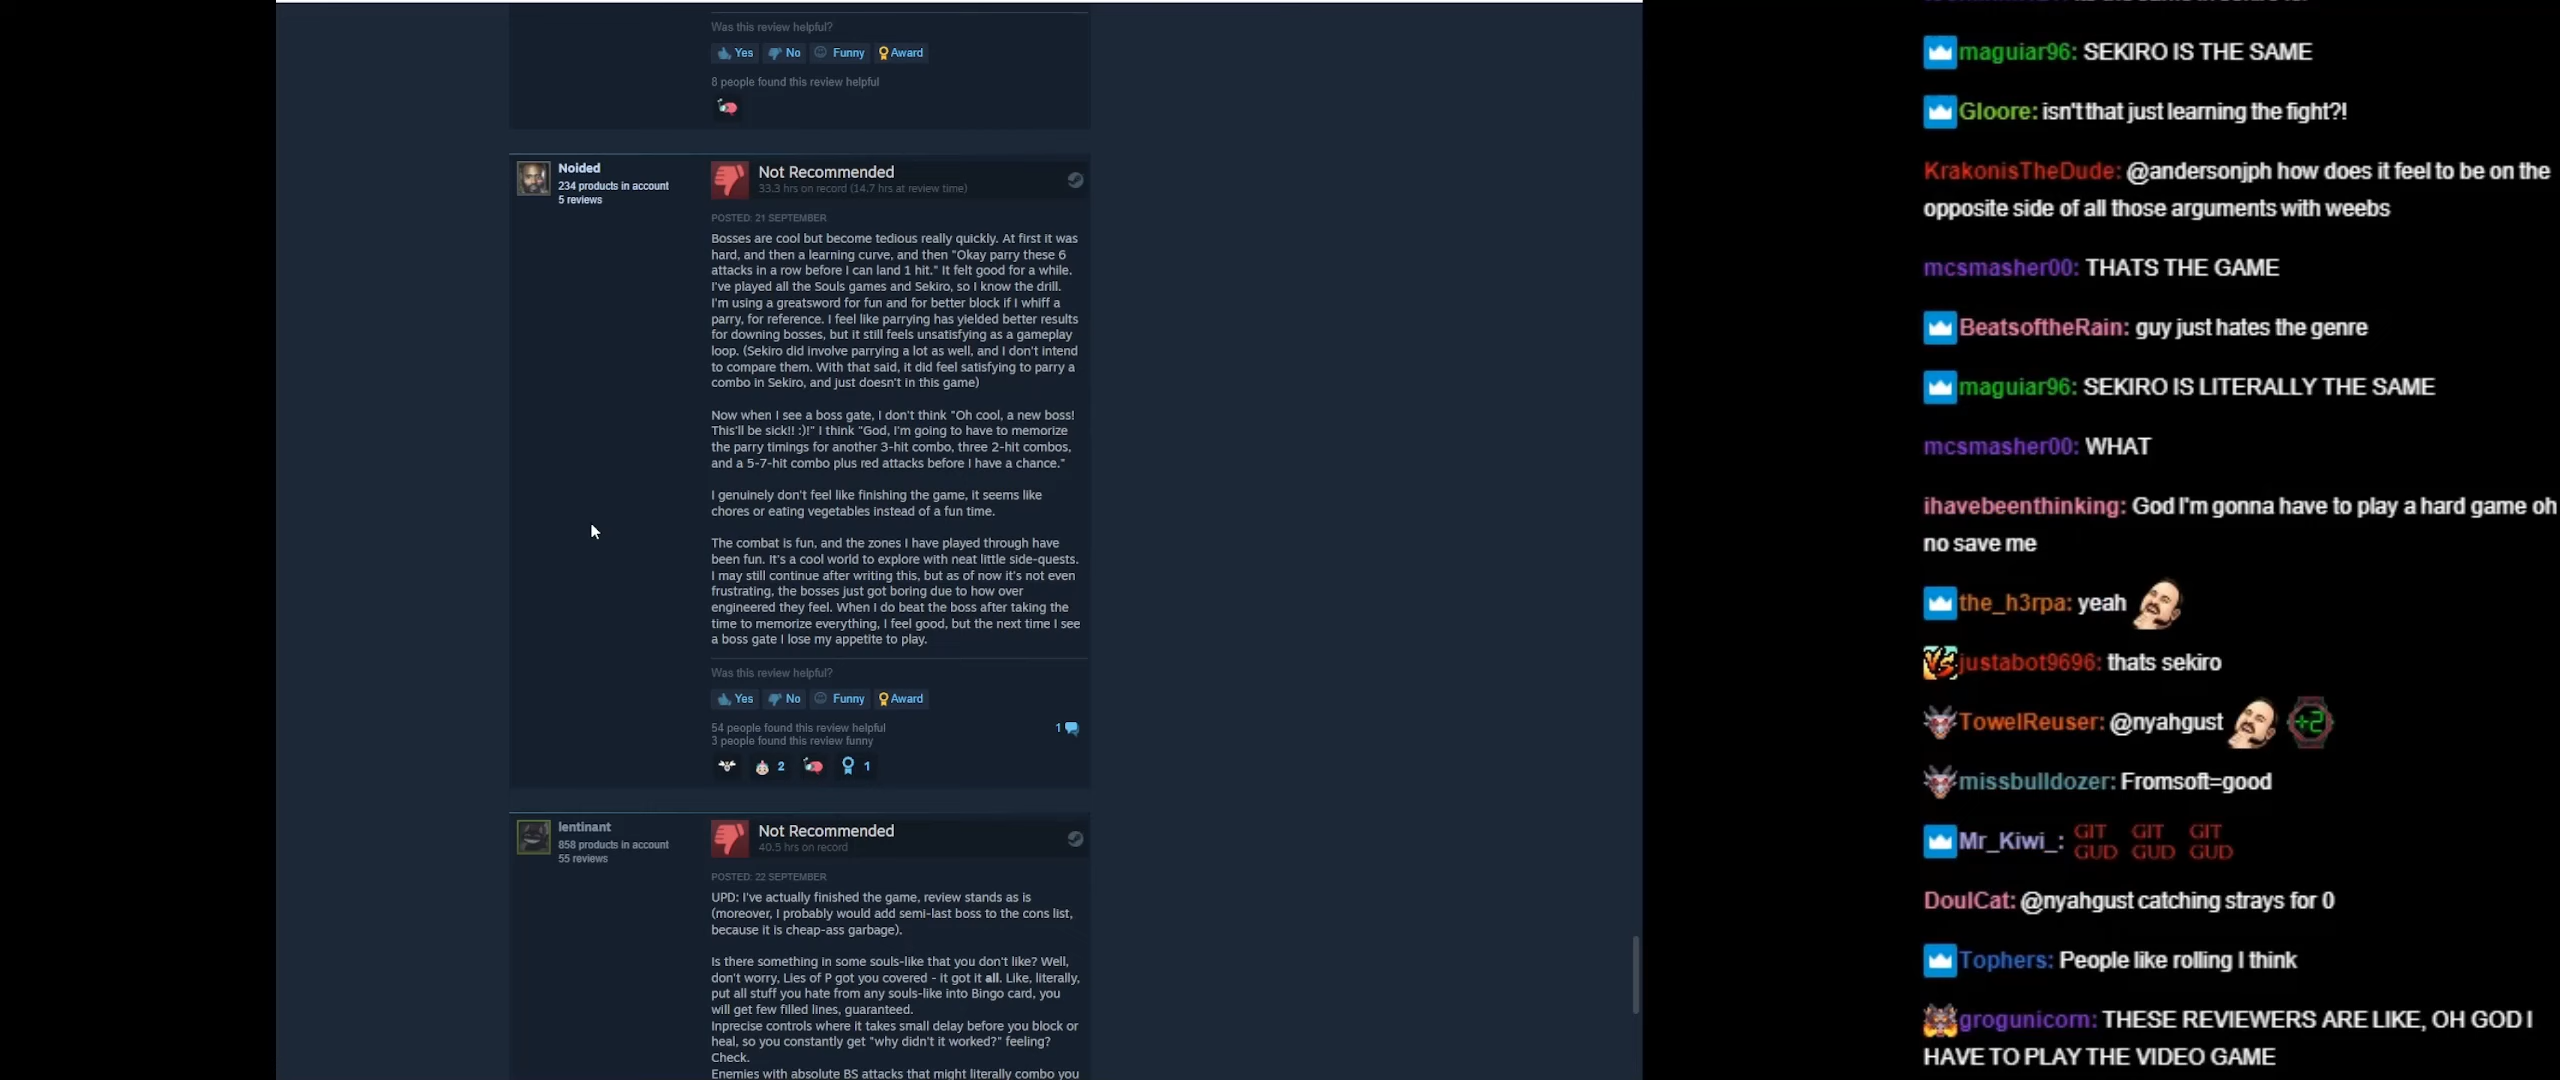 Was this review helpful?
Yes No Funny Award
8 people found this review helpful
Noided
234 products in account
5 reviews
Not Recommended
33.3 hrs on record (14.7 hrs at review time)
POSTED: 21 SEPTEMBER
Bosses are cool but become tedious really quickly. At first it was
hard, and then a learning curve, and then "Okay parry these 6
attacks in a row before I can land 1 hit." It felt good for a while.
I've played all the Souls games and Sekiro, so I know the drill.
I'm using a greatsword for fun and for better block if I whiff a
parry, for reference. I feel like parrying has yielded better results
for downing bosses, but it still feels unsatisfying as a gameplay
loop. (Sekiro did involve parrying a lot as well, and I don't intend
to compare them. With that said, it did feel satisfying to parry a
combo in Sekiro, and just doesn't in this game)
Now when I see a boss gate, I don't think "Oh cool, a new boss!
This'll be sick!! :)!" I think "God, I'm going to have to memorize
the parry timings for another 3-hit combo, three 2-hit combos,
and a 5-7-hit combo plus red attacks before I have a chance."
I genuinely don't feel like finishing the game, it seems like
chores or eating vegetables instead of a fun time.
The combat is fun, and the zones I have played through have
been fun. It's a cool world to explore with neat little side-quests.
I may still continue after writing this, but as of now it's not even
frustrating, the bosses just got boring due to how over
engineered they feel. When I do beat the boss after taking the
time to memorize everything, I feel good, but the next time I see
a boss gate I lose my appetite to play.
Was this review helpful?
Yes No Funny Award
54 people found this review helpful
3 people found this review funny
1
2 1
lentinant
858 products in account
55 reviews
Not Recommended
40.5 hrs on record
POSTED: 22 SEPTEMBER
UPD: I've actually finished the game, review stands as is
(moreover, I probably would add semi-last boss to the cons list,
because it is cheap-ass garbage).
Is there something in some souls-like that you don't like? Well,
don't worry, Lies of P got you covered - it got it all. Like, literally,
put all stuff you hate from any souls-like into Bingo card, you
will get few filled lines, guaranteed.
Inprecise controls where it takes small delay before you block or
heal, so you constantly get "why didn't it worked?" feeling?
Check.
Enemies with absolute BS attacks that might literally combo you
maguiar96: SEKIRO IS THE SAME
Gloore: isn't that just learning the fight?!
KrakonisTheDude: @andersonjph how does it feel to be on the
opposite side of all those arguments with weebs
mcsmasher00: THATS THE GAME
BeatsoftheRain: guy just hates the genre
maguiar96: SEKIRO IS LITERALLY THE SAME
mcsmasher00: WHAT
ihavebeenthinking: God I'm gonna have to play a hard game oh
no save me
the_h3rpa: yeah
justabot9696: thats sekiro
TowelReuser: @nyahgust +2
missbulldozer: Fromsoft=good
Mr_Kiwi_: GIT GUD GIT GUD GIT GUD
DoulCat: @nyahgust catching strays for 0
Tophers: People like rolling I think
grogunicorn: THESE REVIEWERS ARE LIKE, OH GOD I
HAVE TO PLAY THE VIDEO GAME